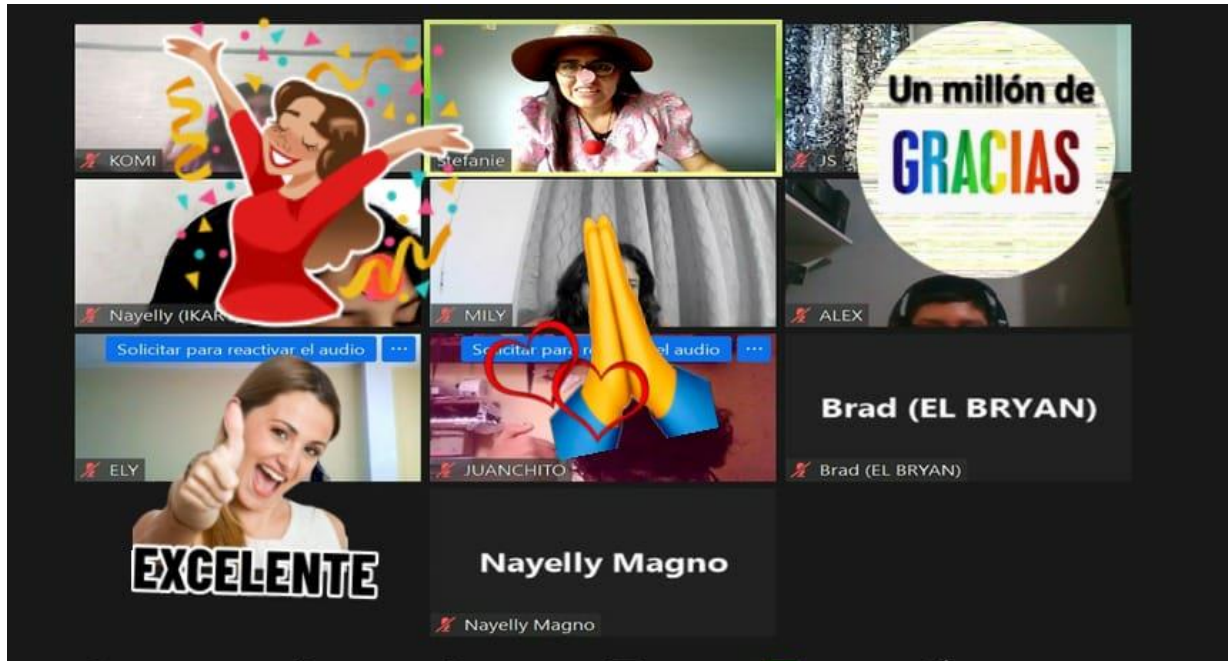 KOMI
Stefanie
JS
Un millón de
GRACIAS
Nayelly (IKAR
MILY
ALEX
Solicitar para reactivar el audio
Solicitar para re el audio
ELY
JUANCHITO
Brad (EL BRYAN)
Brad (EL BRYAN)
EXCELENTE
Nayelly Magno
Nayelly Magno